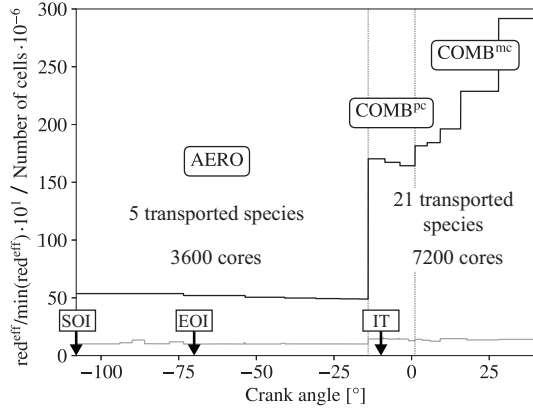 red^eff/min(red^eff)·10^1 / Number of cells·10^-6
300
250
200
150
100
50
0
COMB^mc
COMB^pc
AERO
5 transported species
21 transported
species
3600 cores
7200 cores
SOI
EOI
IT
−100
−75
−50
−25
0
25
Crank angle [°]